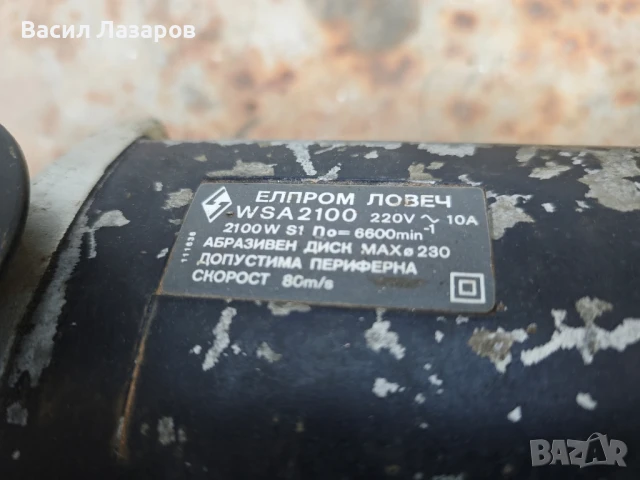 Васил Лазаров
ЕЛПРОМ ЛОВЕЧ
WSA2100 220V ~ 10A
2100W S1 no=6600min⁻¹
АБРАЗИВЕН ДИСК MAX ⌀ 230
ДОПУСТИМА ПЕРИФЕРНА
СКОРОСТ 80m/s
111638
BAZAR